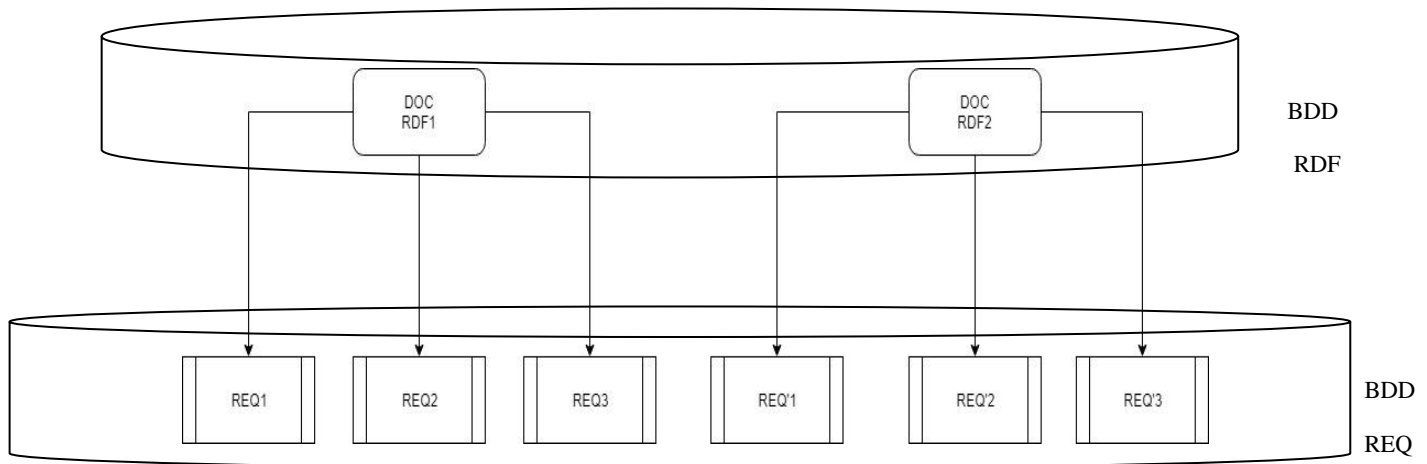 DOC
RDF1
DOC
RDF2
BDD
RDF
REQ1
REQ2
REQ3
REQ'1
REQ'2
REQ'3
BDD
REQ